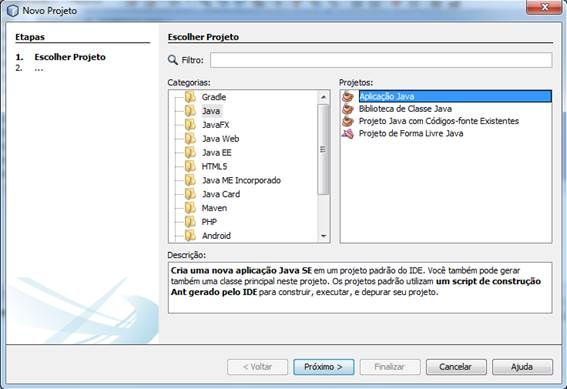 Novo Projeto
Etapas
1. Escolher Projeto
2. ...
Escolher Projeto
Filtro:
Categorias:
Gradle
Java
JavaFX
Java Web
Java EE
HTML5
Java ME Incorporado
Java Card
Maven
PHP
Android
Projetos:
Aplicação Java
Biblioteca de Classe Java
Projeto Java com Códigos-fonte Existentes
Projeto de Forma Livre Java
Descrição:
Cria uma nova aplicação Java SE em um projeto padrão do IDE. Você também pode gerar
também uma classe principal neste projeto. Os projetos padrão utilizam um script de construção
Ant gerado pelo IDE para construir, executar, e depurar seu projeto.
< Voltar
Próximo >
Finalizar
Cancelar
Ajuda